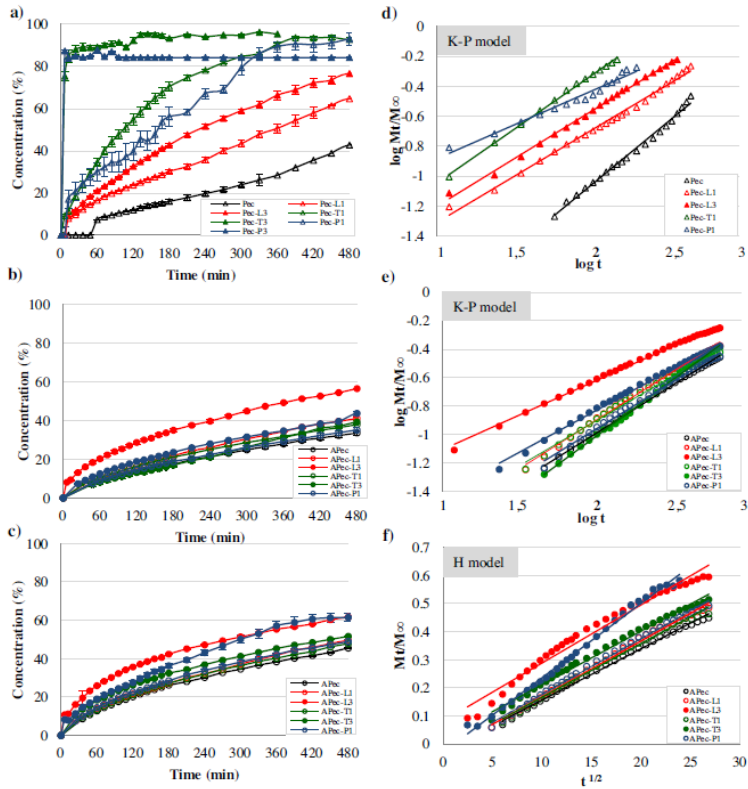 a)
Concentration (%)
100
80
60
40
20
0
0 60 120 180 240 300 360 420 480
Time (min)
Pec Pec-L1
Pec-L3 Pec-T1
Pec-T3 Pec-P1
Pec-P3
d)
K-P model
log Mt/M∞
0
-0.2
-0.4
-0.6
-0.8
-1
-1.2
-1.4
1 1,5 2 2,5 3
log t
Pec
Pec-L1
Pec-L3
Pec-T1
Pec-P1
b)
Concentration (%)
100
80
60
40
20
0
0 60 120 180 240 300 360 420 480
Time (min)
APec
APec-L1
APec-L3
APec-T1
APec-T3
APec-P1
e)
K-P model
log Mt/M∞
0
-0.2
-0.4
-0.6
-0.8
-1
-1.2
-1.4
1 1,5 2 2,5 3
log t
APec
APec-L1
APec-L3
APec-T1
APec-T3
APec-P1
c)
Concentration (%)
100
80
60
40
20
0
0 60 120 180 240 300 360 420 480
Time (min)
APec
APec-L1
APec-L3
APec-T1
APec-T3
APec-P1
f)
H model
Mt/M∞
0.7
0.6
0.5
0.4
0.3
0.2
0.1
0
0 5 10 15 20 25 30
t 1/2
APec
APec-L1
APec-L3
APec-T1
APec-T3
APec-P1